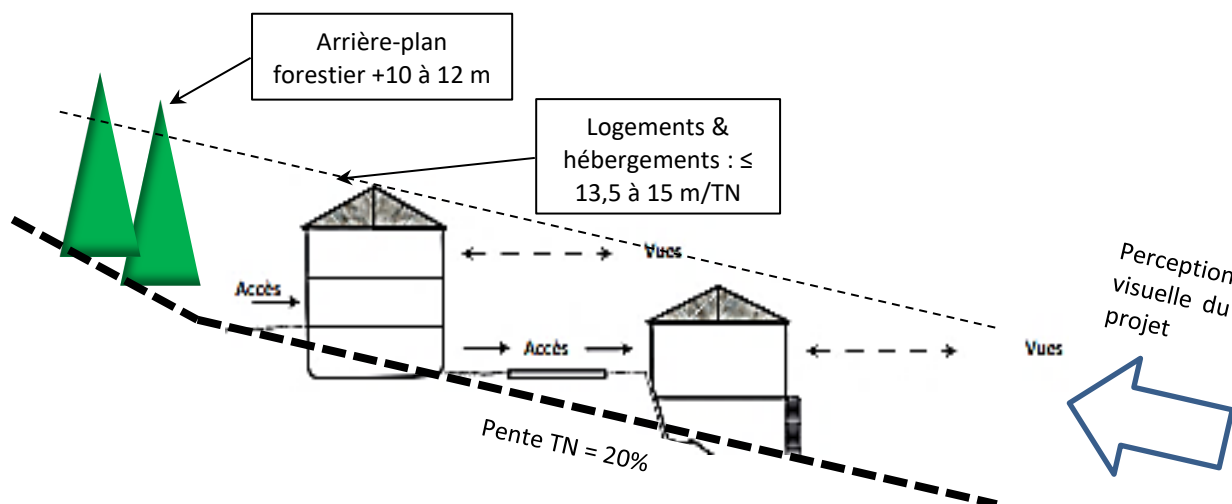 Arrière-plan
forestier +10 à 12 m
Logements &
hébergements : ≤
13,5 à 15 m/TN
Vues
Perception
visuelle du
projet
Accès
Accès
Vues
Pente TN = 20%